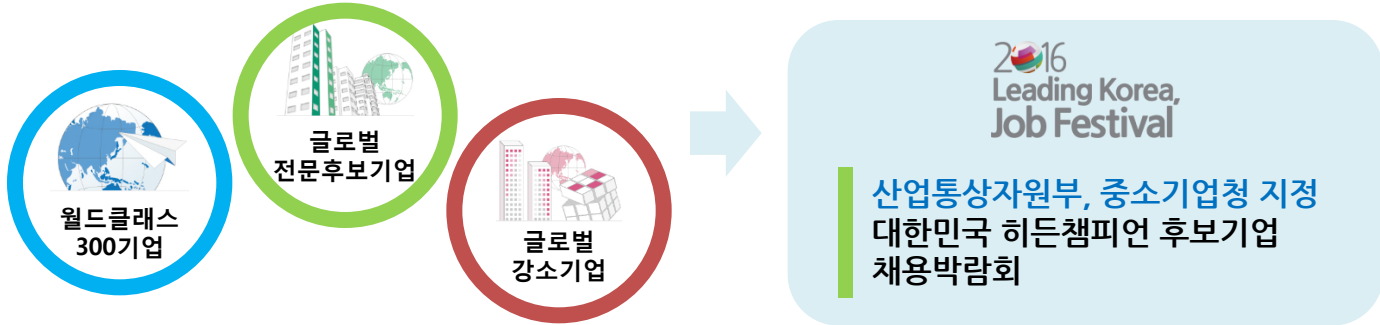 월드클래스
300기업
글로벌
전문후보기업
글로벌
강소기업
2016
Leading Korea,
Job Festival
산업통상자원부, 중소기업청 지정
대한민국 히든챔피언 후보기업
채용박람회